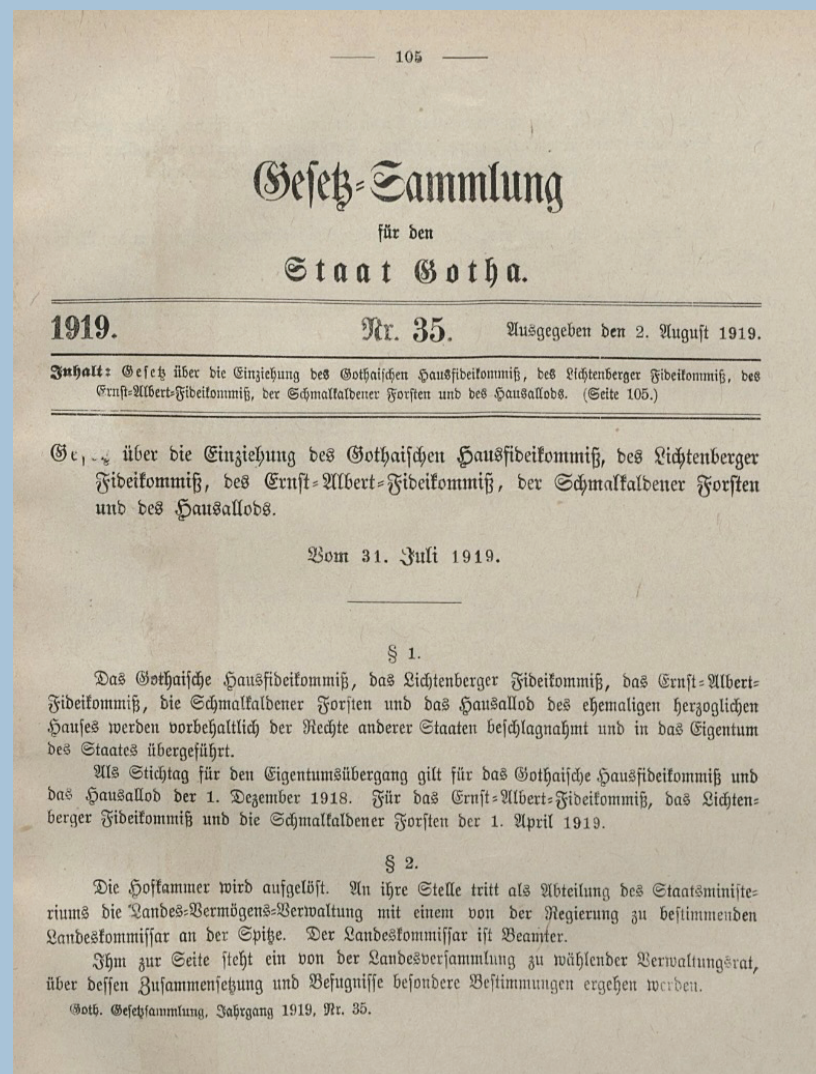 105
Gesetz-Sammlung
für den
Staat Gotha.
1919. Nr. 35. Ausgegeben den 2. August 1919.
Inhalt: Gesetz über die Einziehung des Gothaischen Hausfideikommiß, des Lichtenberger Fideikommiß, des
Ernst-Albert-Fideikommiß, der Schmalkaldener Forsten und des Hausallods. (Seite 105.)
über die Einziehung des Gothaischen Hausfideikommiß, des Lichtenberger
Fideikommiß, des Ernst-Albert-Fideikommiß, der Schmalkaldener Forsten
und des Hausallods.
Vom 31. Juli 1919.
§ 1.
Das Gothaische Hausfideikommiß, das Lichtenberger Fideikommiß, das Ernst-Albert-
Fideikommiß, die Schmalkaldener Forsten und das Hausallod des ehemaligen herzoglichen
Hauses werden vorbehaltlich der Rechte anderer Staaten beschlagnahmt und in das Eigentum
des Staates übergeführt.
Als Stichtag für den Eigentumsübergang gilt für das Gothaische Hausfideikommiß und
das Hausallod der 1. Dezember 1918. Für das Ernst-Albert-Fideikommiß, das Lichten-
berger Fideikommiß und die Schmalkaldener Forsten der 1. April 1919.
§ 2.
Die Hofkammer wird aufgelöst. An ihre Stelle tritt als Abteilung des Staatsministe-
riums die Landes-Vermögens-Verwaltung mit einem von der Regierung zu bestimmenden
Landeskommissar an der Spitze. Der Landeskommissar ist Beamter.
Ihm zur Seite steht ein von der Landesversammlung zu wählender Verwaltungsrat,
über dessen Zusammensetzung und Befugnisse besondere Bestimmungen ergehen werden.
Goth. Gesetzsammlung, Jahrgang 1919, Nr. 35.